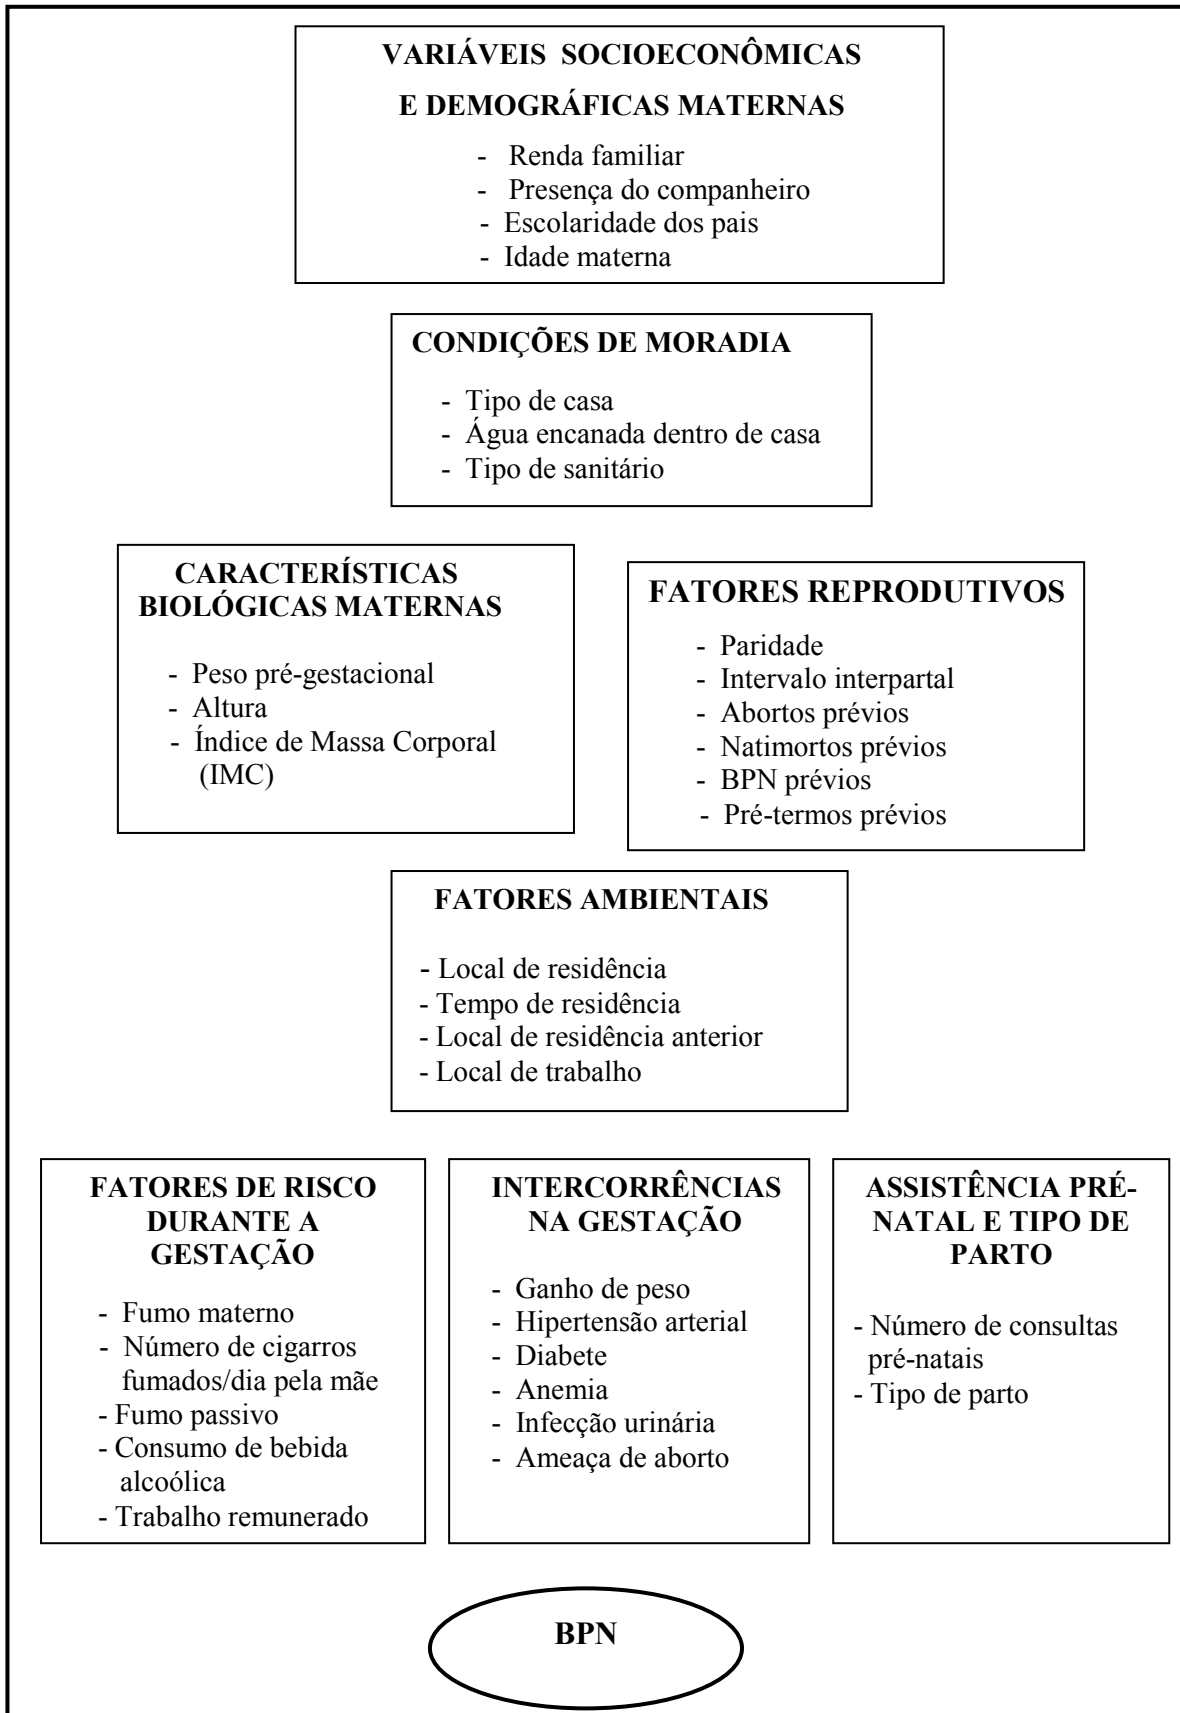 VARIÁVEIS SOCIOECONÔMICAS
E DEMOGRÁFICAS MATERNAS
- Renda familiar
- Presença do companheiro
- Escolaridade dos pais
- Idade materna
CONDIÇÕES DE MORADIA
- Tipo de casa
- Água encanada dentro de casa
- Tipo de sanitário
CARACTERÍSTICAS
BIOLÓGICAS MATERNAS
- Peso pré-gestacional
- Altura
- Índice de Massa Corporal
(IMC)
FATORES REPRODUTIVOS
- Paridade
- Intervalo interpartal
- Abortos prévios
- Natimortos prévios
- BPN prévios
- Pré-termos prévios
FATORES AMBIENTAIS
- Local de residência
- Tempo de residência
- Local de residência anterior
- Local de trabalho
FATORES DE RISCO
DURANTE A
GESTAÇÃO
- Fumo materno
- Número de cigarros
fumados/dia pela mãe
- Fumo passivo
- Consumo de bebida
alcoólica
- Trabalho remunerado
INTERCORRÊNCIAS
NA GESTAÇÃO
- Ganho de peso
- Hipertensão arterial
- Diabete
- Anemia
- Infecção urinária
- Ameaça de aborto
ASSISTÊNCIA PRÉ-
NATAL E TIPO DE
PARTO
- Número de consultas
pré-natais
- Tipo de parto
BPN